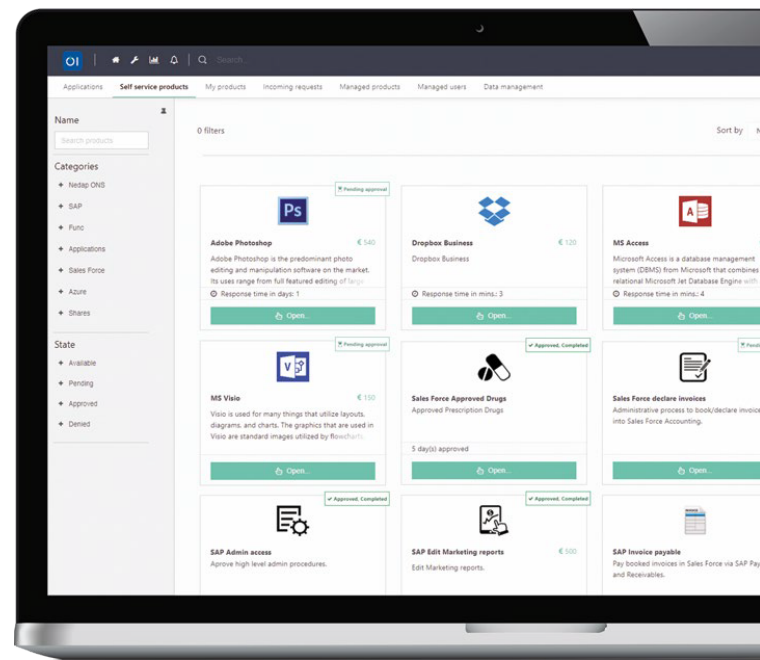 OI
Search...
Applications Self service products My products Incoming requests Managed products Managed users Data management
Name
Search products
0 filters
Sort by
Categories
+ Nedap ONS
+ SAP
+ Func
+ Applications
+ Sales Force
+ Azure
+ Shares
State
+ Available
+ Pending
+ Approved
+ Denied
Pending approval
Ps
Adobe Photoshop € 540
Adobe Photoshop is the predominant photo
editing and manipulation software on the market.
Its uses range from full featured editing of large
Response time in days: 1
Open...
Dropbox Business € 120
Dropbox Business
Response time in mins.: 3
Open...
A
MS Access
Microsoft Access is a database management
system (DBMS) from Microsoft that combines
relational Microsoft Jet Database Engine with
Response time in mins.: 4
Open...
Pending approval
V
MS Visio € 150
Visio is used for many things that utilize layouts,
diagrams, and charts. The graphics that are used in
Visio are standard images utilized by flowcharts
Open...
Approved, Completed
Sales Force Approved Drugs
Approved Prescription Drugs
5 day(s) approved
Open...
Pendi
Sales Force declare invoices
Administrative process to book/declare invoice
into Sales Force Accounting.
Open...
Approved, Completed
SAP Admin access
Aprove high level admin procedures.
Approved, Completed
SAP Edit Marketing reports € 500
Edit Marketing reports.
SAP Invoice payable
Pay booked invoices in Sales Force via SAP Pay
and Receivables.